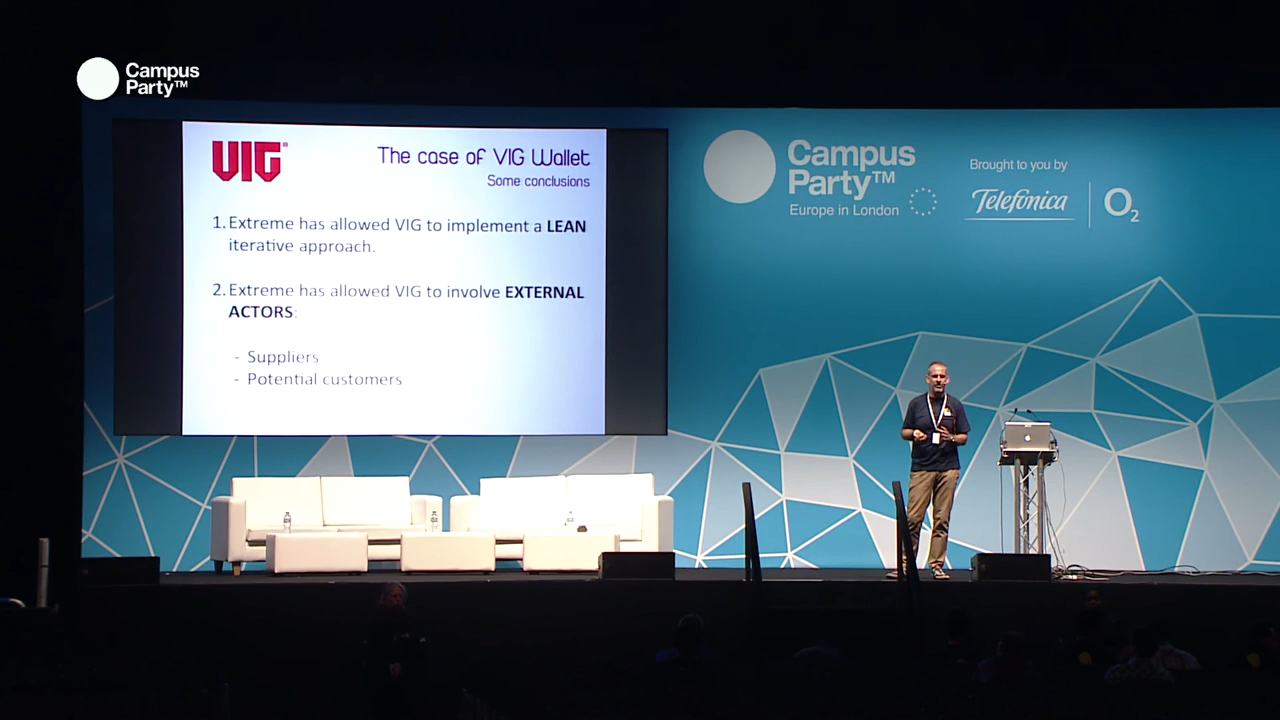 Campus
Party™
VIG®
The case of VIG Wallet
Some conclusions
1. Extreme has allowed VIG to implement a LEAN
iterative approach.
2. Extreme has allowed VIG to involve EXTERNAL
ACTORS:
- Suppliers
- Potential customers
Campus
Party™
Europe in London
Brought to you by
Telefónica
O2